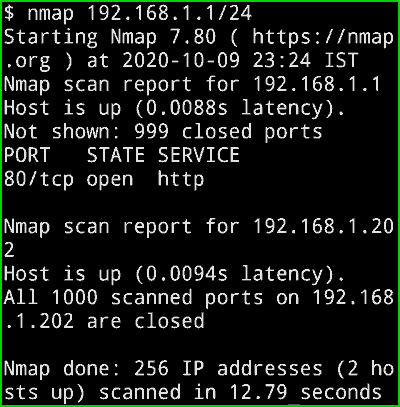 $ nmap 192.168.1.1/24
Starting Nmap 7.80 ( https://nmap
.org ) at 2020-10-09 23:24 IST
Nmap scan report for 192.168.1.1
Host is up (0.0088s latency).
Not shown: 999 closed ports
PORT   STATE SERVICE
80/tcp open  http
Nmap scan report for 192.168.1.20
2
Host is up (0.0094s latency).
All 1000 scanned ports on 192.168
.1.202 are closed
Nmap done: 256 IP addresses (2 ho
sts up) scanned in 12.79 seconds